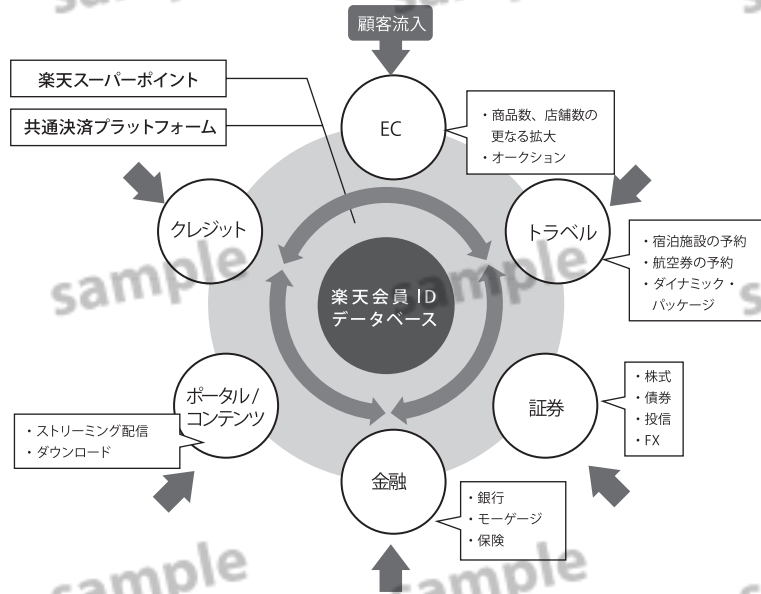 顧客流入
楽天スーパーポイント
共通決済プラットフォーム
EC
・商品数、店舗数の
更なる拡大
・オークション
クレジット
トラベル
・宿泊施設の予約
・航空券の予約
・ダイナミック・
パッケージ
楽天会員 ID
データベース
ポータル/
コンテンツ
・ストリーミング配信
・ダウンロード
証券
・株式
・債券
・投信
・FX
金融
・銀行
・モーゲージ
・保険
sample
sample
sample
sample